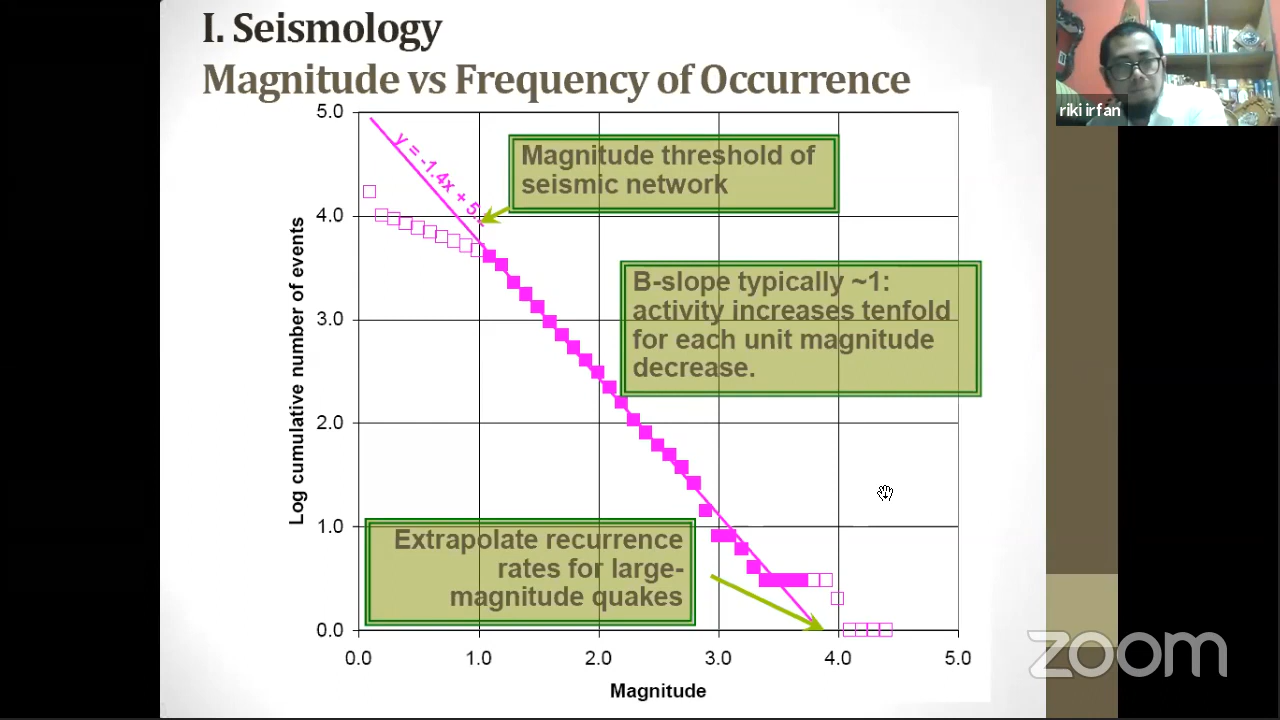 I. Seismology
Magnitude vs Frequency of Occurrence
riki irfan
5.0
4.0
3.0
2.0
1.0
0.0
Log cumulative number of events
y = -1.4x + 5.
Magnitude threshold of
seismic network
B-slope typically ~1:
activity increases tenfold
for each unit magnitude
decrease.
Extrapolate recurrence
rates for large-
magnitude quakes
0.0 1.0 2.0 3.0 4.0 5.0
Magnitude
zoom